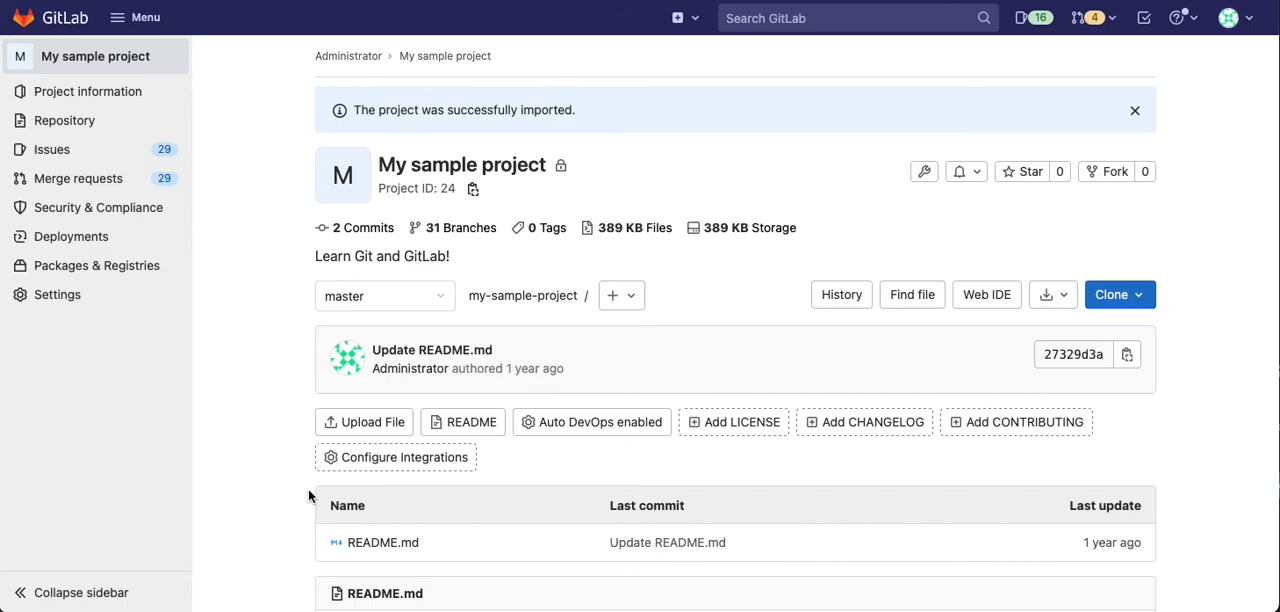 GitLab Menu Search GitLab 16 4
M My sample project
Project information
Repository
Issues 29
Merge requests 29
Security & Compliance
Deployments
Packages & Registries
Settings
Collapse sidebar
Administrator › My sample project
The project was successfully imported.
M
My sample project
Project ID: 24
Star 0 Fork 0
2 Commits 31 Branches 0 Tags 389 KB Files 389 KB Storage
Learn Git and GitLab!
master my-sample-project / + History Find file Web IDE Clone
Update README.md
Administrator authored 1 year ago
27329d3a
Upload File README Auto DevOps enabled Add LICENSE Add CHANGELOG Add CONTRIBUTING
Configure Integrations
Name Last commit Last update
README.md Update README.md 1 year ago
README.md